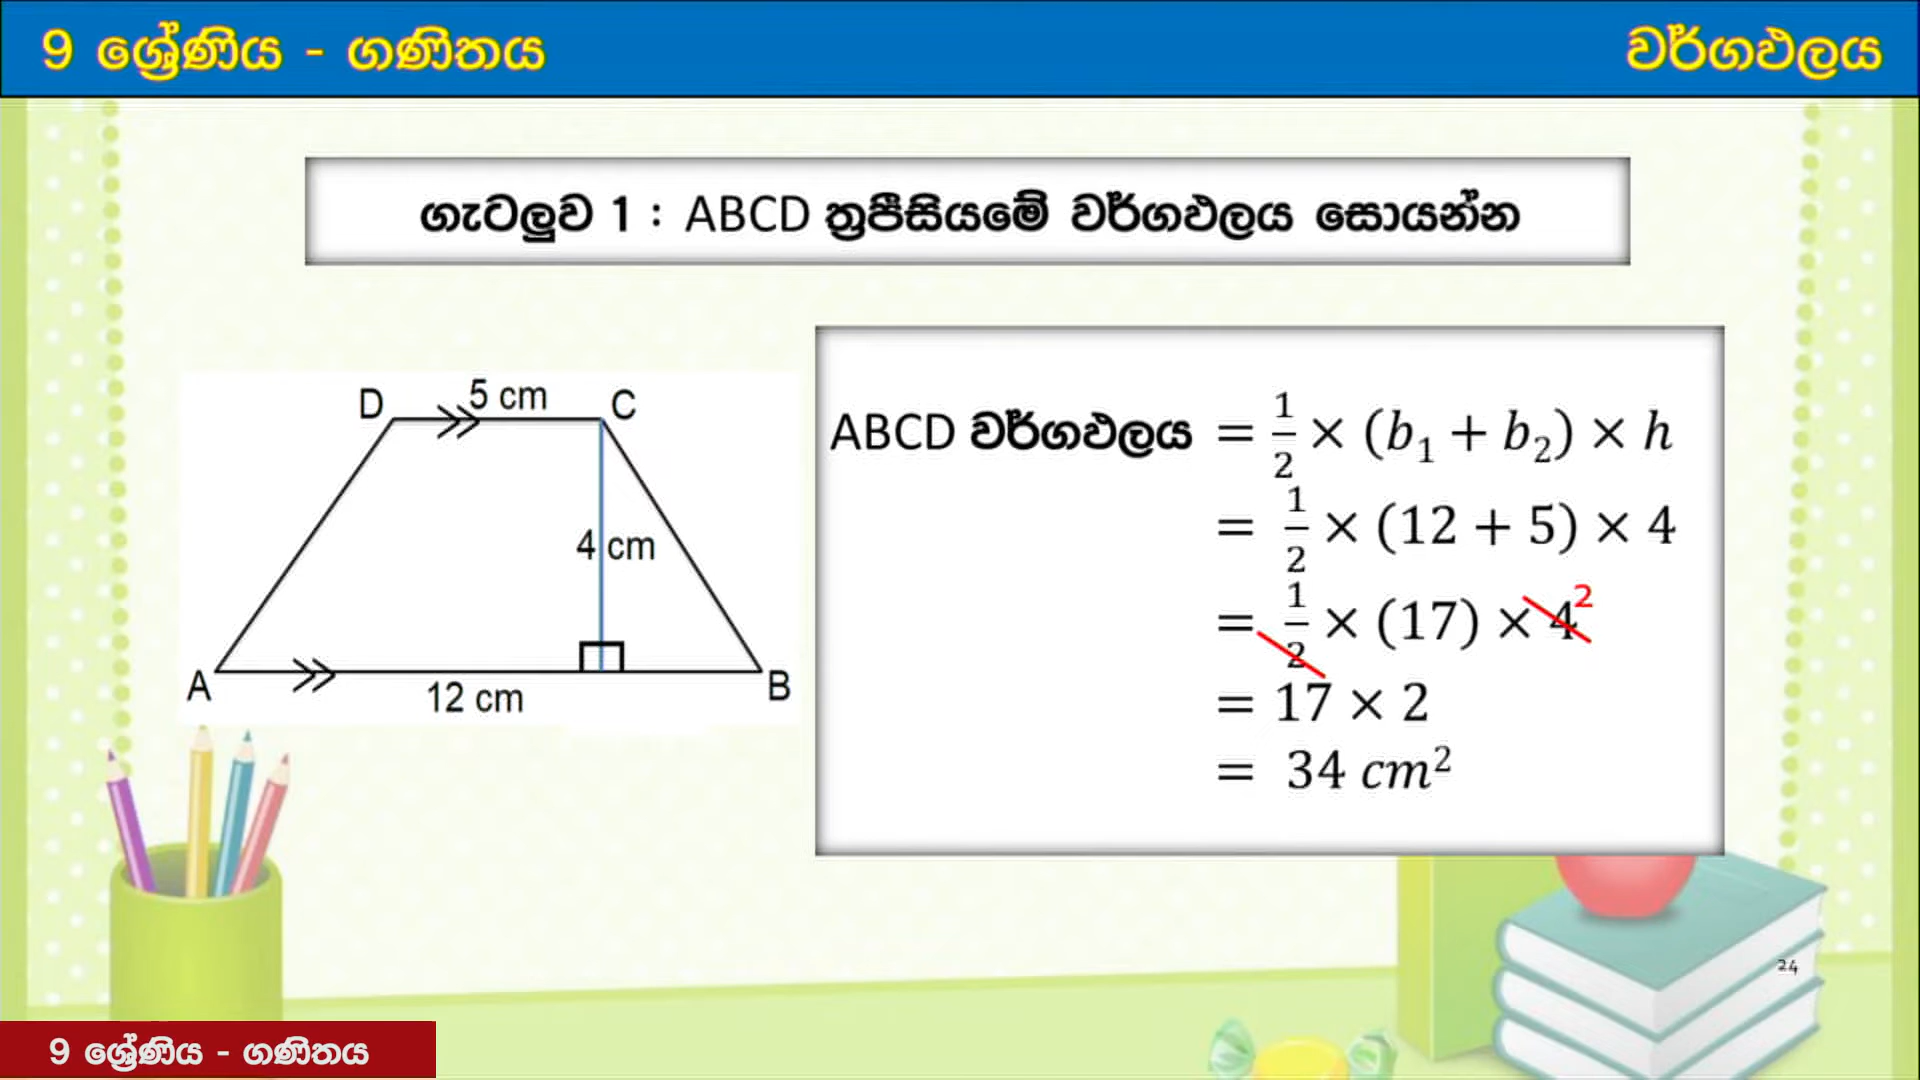 9 ශ්‍රේණිය - ගණිතය
වර්ගඵලය
ගැටලුව 1 : ABCD ත්‍රපීසියමේ වර්ගඵලය සොයන්න
D 5 cm C
4 cm
A 12 cm B
ABCD වර්ගඵලය = 1/2 × (b₁ + b₂) × h
= 1/2 × (12 + 5) × 4
= 1/2 × (17) × 4 2
= 17 × 2
= 34 cm²
24
9 ශ්‍රේණිය - ගණිතය